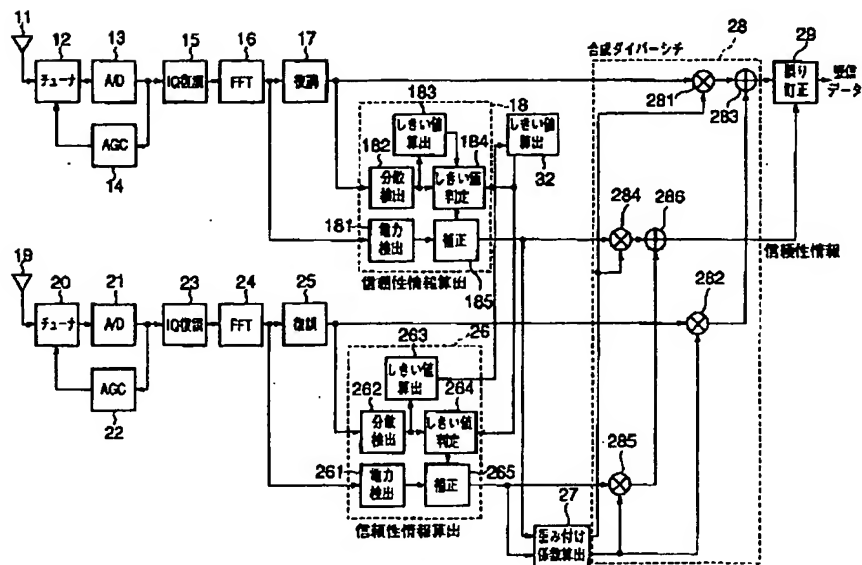 11
12
13
15
16
17
チューナ
A/D
IQ復調
FFT
復調
AGC
14
183
18
しきい値
算出
182
184
分散
検出
しきい値
判定
しきい値
算出
32
181
電力
検出
補正
185
信頼性情報算出
合成ダイバーシチ
28
281
283
29
誤り
訂正
受信
データ
284
286
信頼性情報
282
19
20
21
23
24
25
チューナ
A/D
IQ復調
FFT
復調
AGC
22
263
26
しきい値
算出
262
264
分散
検出
しきい値
判定
261
265
電力
検出
補正
信頼性情報算出
285
27
重み付け
係数算出